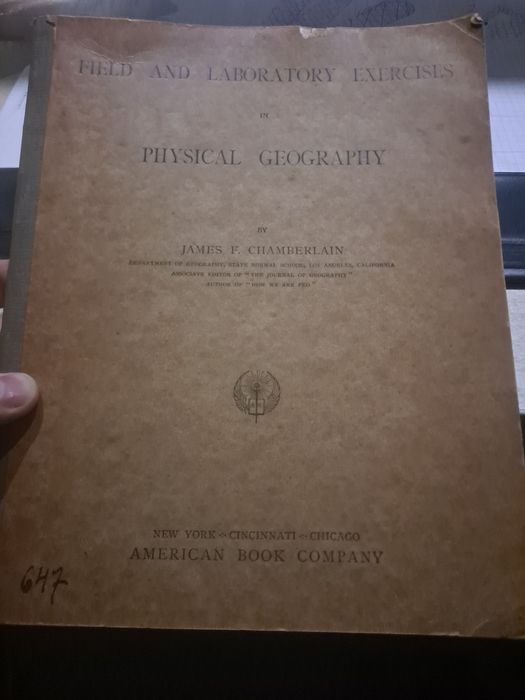 FIELD AND LABORATORY EXERCISES
IN
PHYSICAL GEOGRAPHY
BY
JAMES F. CHAMBERLAIN
DEPARTMENT OF GEOGRAPHY, STATE NORMAL SCHOOL, LOS ANGELES, CALIFORNIA
ASSOCIATE EDITOR OF "THE JOURNAL OF GEOGRAPHY"
AUTHOR OF "HOW WE ARE FED"
NEW YORK CINCINNATI CHICAGO
AMERICAN BOOK COMPANY
647